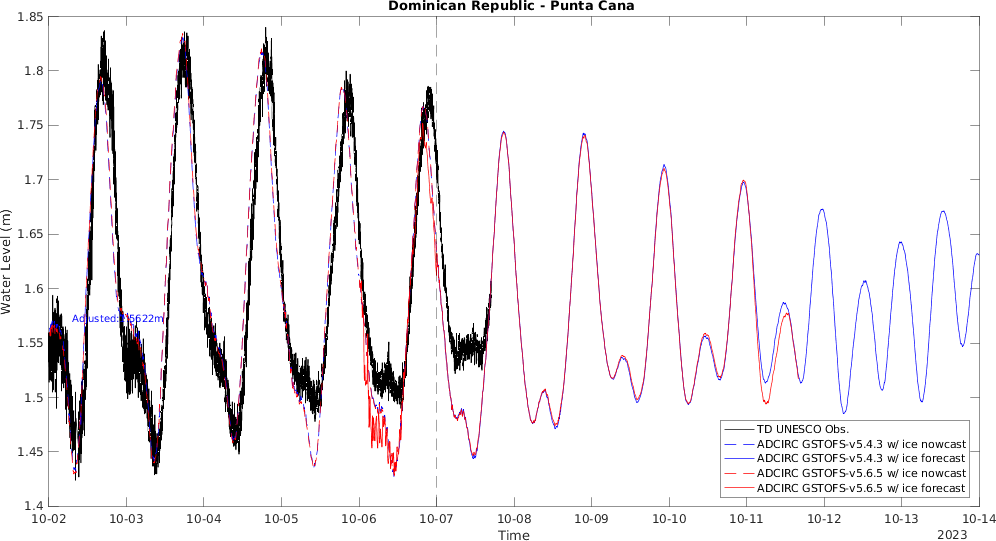 Dominican Republic - Punta Cana
1.85
1.8
1.75
1.7
1.65
1.6
1.55
1.5
1.45
1.4
Water Level (m)
TD UNESCO Obs.
ADCIRC GSTOFS-v5.4.3 w/ ice nowcast
ADCIRC GSTOFS-v5.4.3 w/ ice forecast
ADCIRC GSTOFS-v5.6.5 w/ ice nowcast
ADCIRC GSTOFS-v5.6.5 w/ ice forecast
10-02 10-03 10-04 10-05 10-06 10-07 10-08 10-09 10-10 10-11 10-12 10-13 10-14
Time
2023